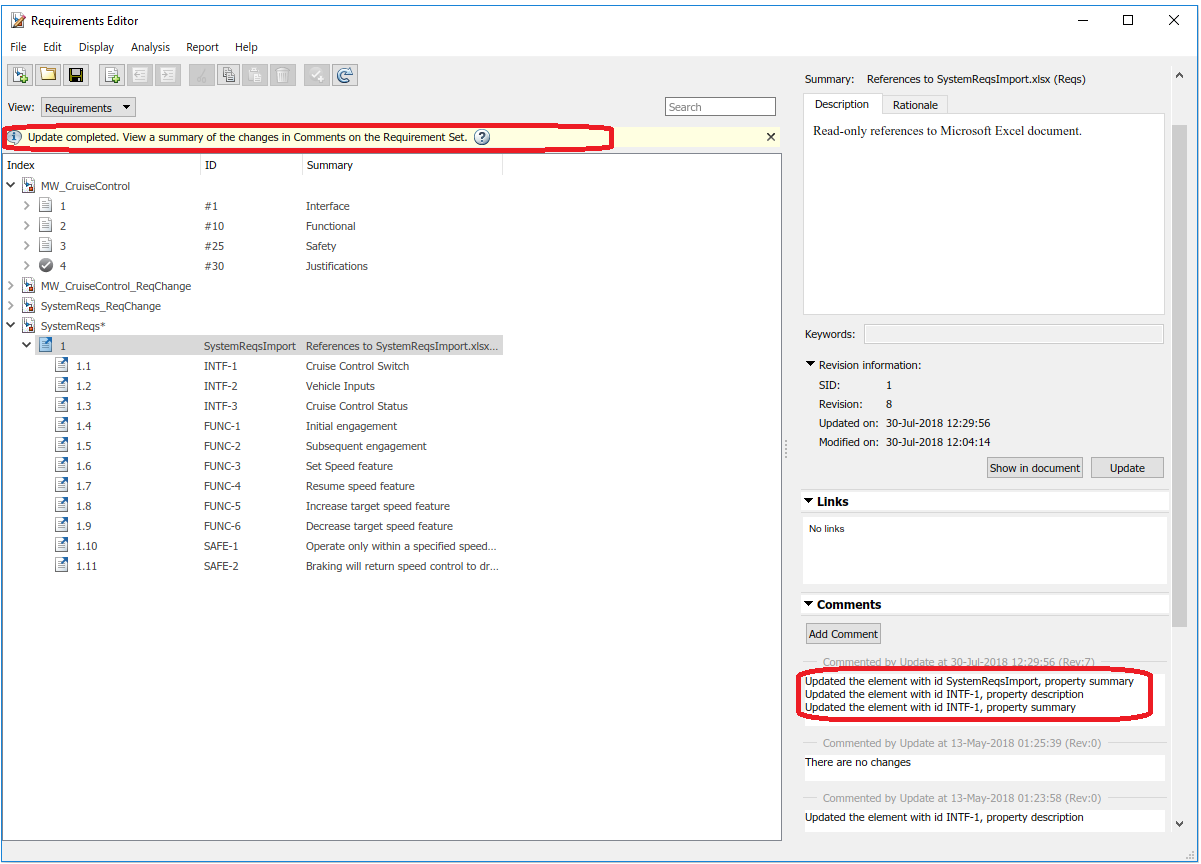 Requirements Editor
File Edit Display Analysis Report Help
View: Requirements
Search
Update completed. View a summary of the changes in Comments on the Requirement Set.
Index ID Summary
MW_CruiseControl
1 #1 Interface
2 #10 Functional
3 #25 Safety
4 #30 Justifications
MW_CruiseControl_ReqChange
SystemReqs_ReqChange
SystemReqs*
1 SystemReqsImport References to SystemReqsImport.xlsx...
1.1 INTF-1 Cruise Control Switch
1.2 INTF-2 Vehicle Inputs
1.3 INTF-3 Cruise Control Status
1.4 FUNC-1 Initial engagement
1.5 FUNC-2 Subsequent engagement
1.6 FUNC-3 Set Speed feature
1.7 FUNC-4 Resume speed feature
1.8 FUNC-5 Increase target speed feature
1.9 FUNC-6 Decrease target speed feature
1.10 SAFE-1 Operate only within a specified speed...
1.11 SAFE-2 Braking will return speed control to dr...
Summary: References to SystemReqsImport.xlsx (Reqs)
Description Rationale
Read-only references to Microsoft Excel document.
Keywords:
Revision information:
SID: 1
Revision: 8
Updated on: 30-Jul-2018 12:29:56
Modified on: 30-Jul-2018 12:04:14
Show in document Update
Links
No links
Comments
Add Comment
Commented by Update at 30-Jul-2018 12:29:56 (Rev:7)
Updated the element with id SystemReqsImport, property summary
Updated the element with id INTF-1, property description
Updated the element with id INTF-1, property summary
Commented by Update at 13-May-2018 01:25:39 (Rev:0)
There are no changes
Commented by Update at 13-May-2018 01:23:58 (Rev:0)
Updated the element with id INTF-1, property description